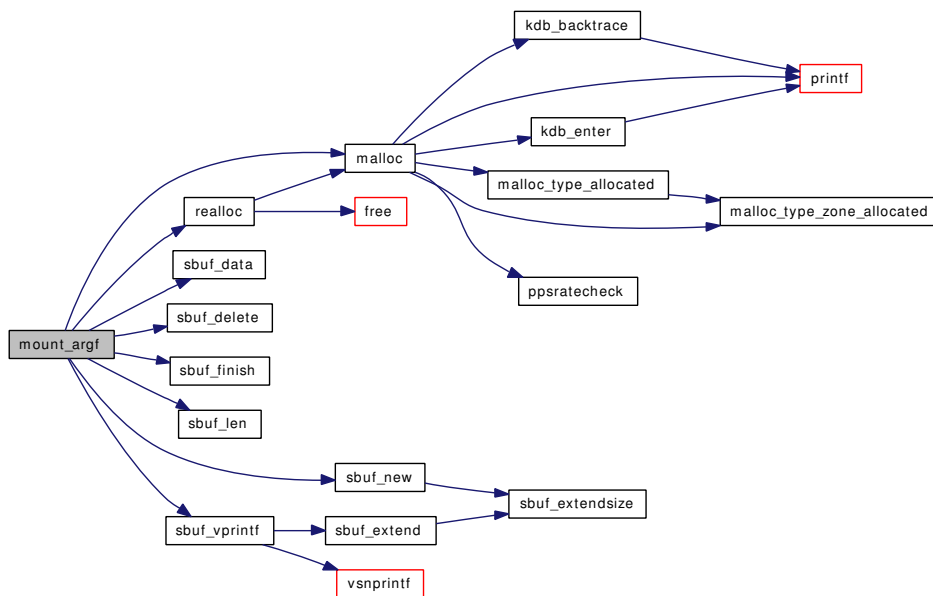 kdb_backtrace
printf
kdb_enter
malloc
malloc_type_allocated
realloc
free
malloc_type_zone_allocated
sbuf_data
ppsratecheck
sbuf_delete
mount_argf
sbuf_finish
sbuf_len
sbuf_new
sbuf_extendsize
sbuf_vprintf
sbuf_extend
vsnprintf